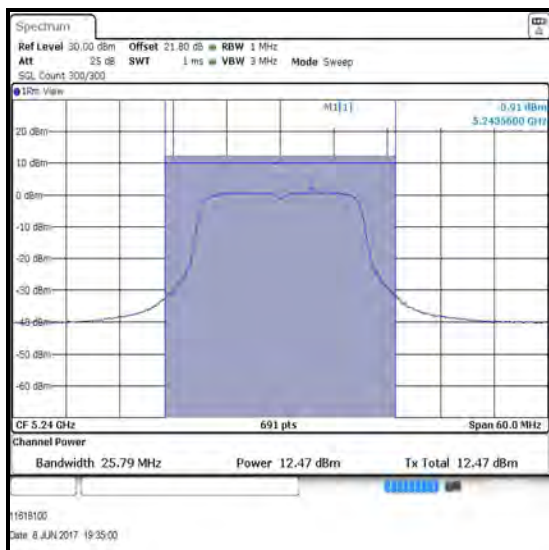 Spectrum
Ref Level 30.00 dBm Offset 21.80 dB RBW 1 MHz
Att 25 dB SWT 1 ms VBW 3 MHz Mode Sweep
SGL Count 300/300
1Rm View
M1[1]
5.2435600 GHz
20 dBm
10 dBm
0 dBm
-10 dBm
-20 dBm
-30 dBm
-40 dBm
-50 dBm
-60 dBm
CF 5.24 GHz 691 pts Span 60.0 MHz
Channel Power
Bandwidth 25.79 MHz Power 12.47 dBm Tx Total 12.47 dBm
11618100
Date: 8.JUN.2017 19:35:00